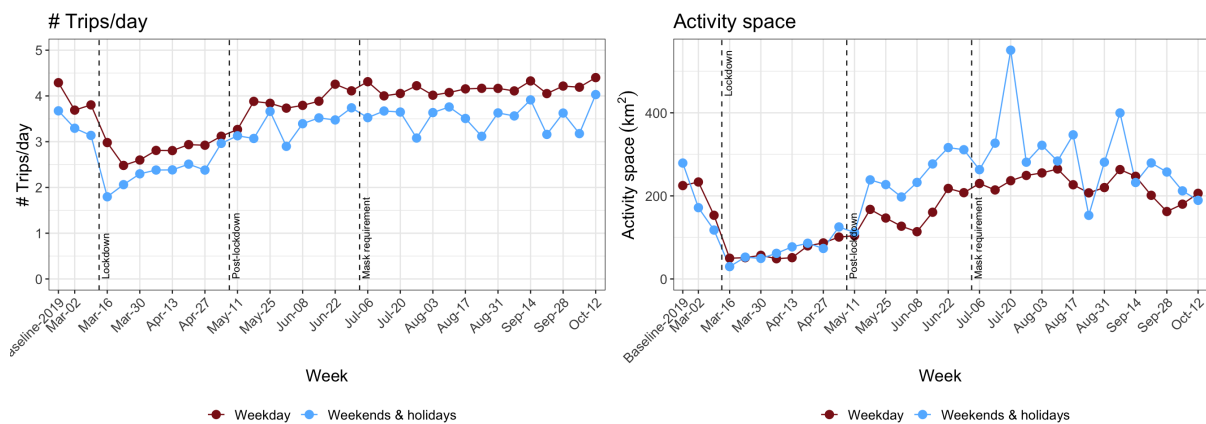 # Trips/day
# Trips/day
5
4
3
2
1
0
Lockdown
Post-lockdown
Mask requirement
aseline-2019
Mar-02
Mar-16
Mar-30
Apr-13
Apr-27
May-11
May-25
Jun-08
Jun-22
Jul-06
Jul-20
Aug-03
Aug-17
Aug-31
Sep-14
Sep-28
Oct-12
Week
Weekday Weekends & holidays
Activity space
Activity space (km²)
400
200
0
Lockdown
Post-lockdown
Mask requirement
Baseline-2019
Mar-02
Mar-16
Mar-30
Apr-13
Apr-27
May-11
May-25
Jun-08
Jun-22
Jul-06
Jul-20
Aug-03
Aug-17
Aug-31
Sep-14
Sep-28
Oct-12
Week
Weekday Weekends & holidays